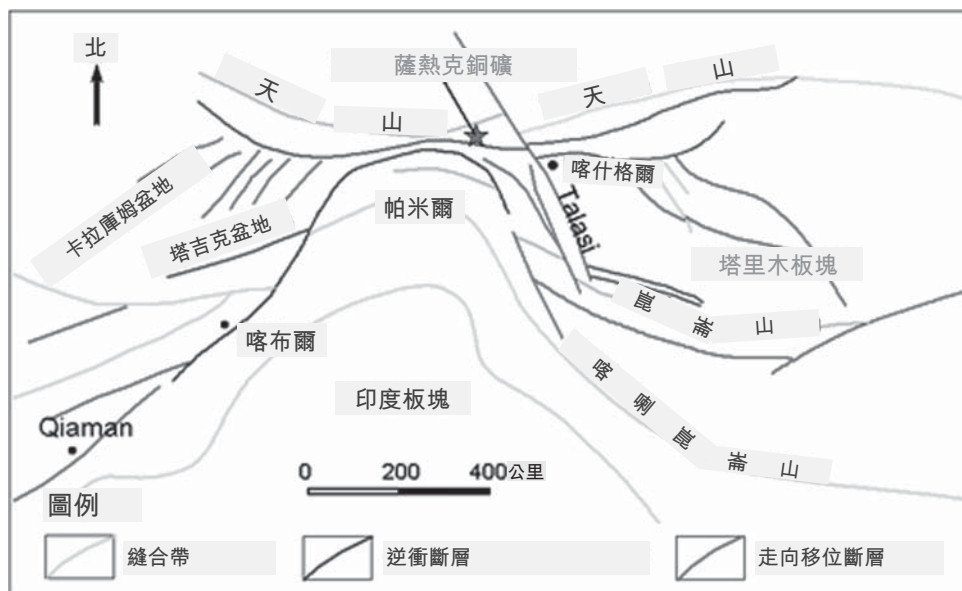 北
薩熱克銅礦
天山
天山
喀什格爾
Talasi
卡拉庫姆盆地
塔吉克盆地
帕米爾
塔里木板塊
崑崙山
喀布爾
喀喇崑崙山
印度板塊
Qiaman
0 200 400公里
圖例
縫合帶
逆衝斷層
走向移位斷層